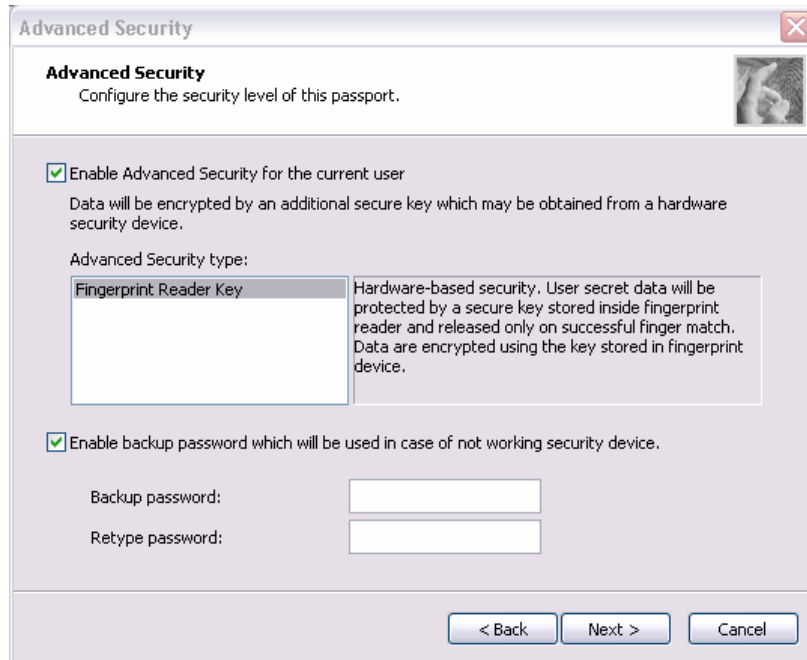 Advanced Security
Advanced Security
Configure the security level of this passport.
Enable Advanced Security for the current user
Data will be encrypted by an additional secure key which may be obtained from a hardware
security device.
Advanced Security type:
Fingerprint Reader Key
Hardware-based security. User secret data will be
protected by a secure key stored inside fingerprint
reader and released only on successful finger match.
Data are encrypted using the key stored in fingerprint
device.
Enable backup password which will be used in case of not working security device.
Backup password:
Retype password:
< Back
Next >
Cancel